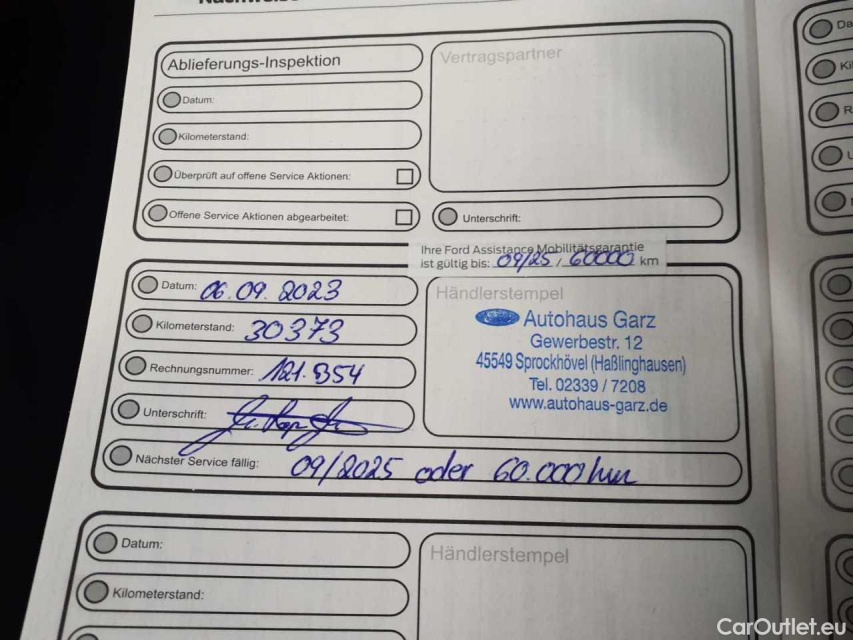 Ablieferungs-Inspektion
Vertragspartner
Datum:
Kilometerstand:
Überprüft auf offene Service Aktionen:
Offene Service Aktionen abgearbeitet:
Unterschrift:
Ihre Ford Assistance Mobilitätsgarantie
ist gültig bis: 09/25 / 60000 km
Datum: 06.09.2023
Kilometerstand: 30373
Rechnungsnummer:
Unterschrift:
Nächster Service fällig: 09/2025 oder 60.000 km
Händlerstempel
Autohaus Garz
Gewerbestr. 12
45549 Sprockhövel (Haßlinghausen)
Tel. 02339 / 7208
www.autohaus-garz.de
Datum:
Kilometerstand:
Händlerstempel
Da
Ki
CarOutlet.eu